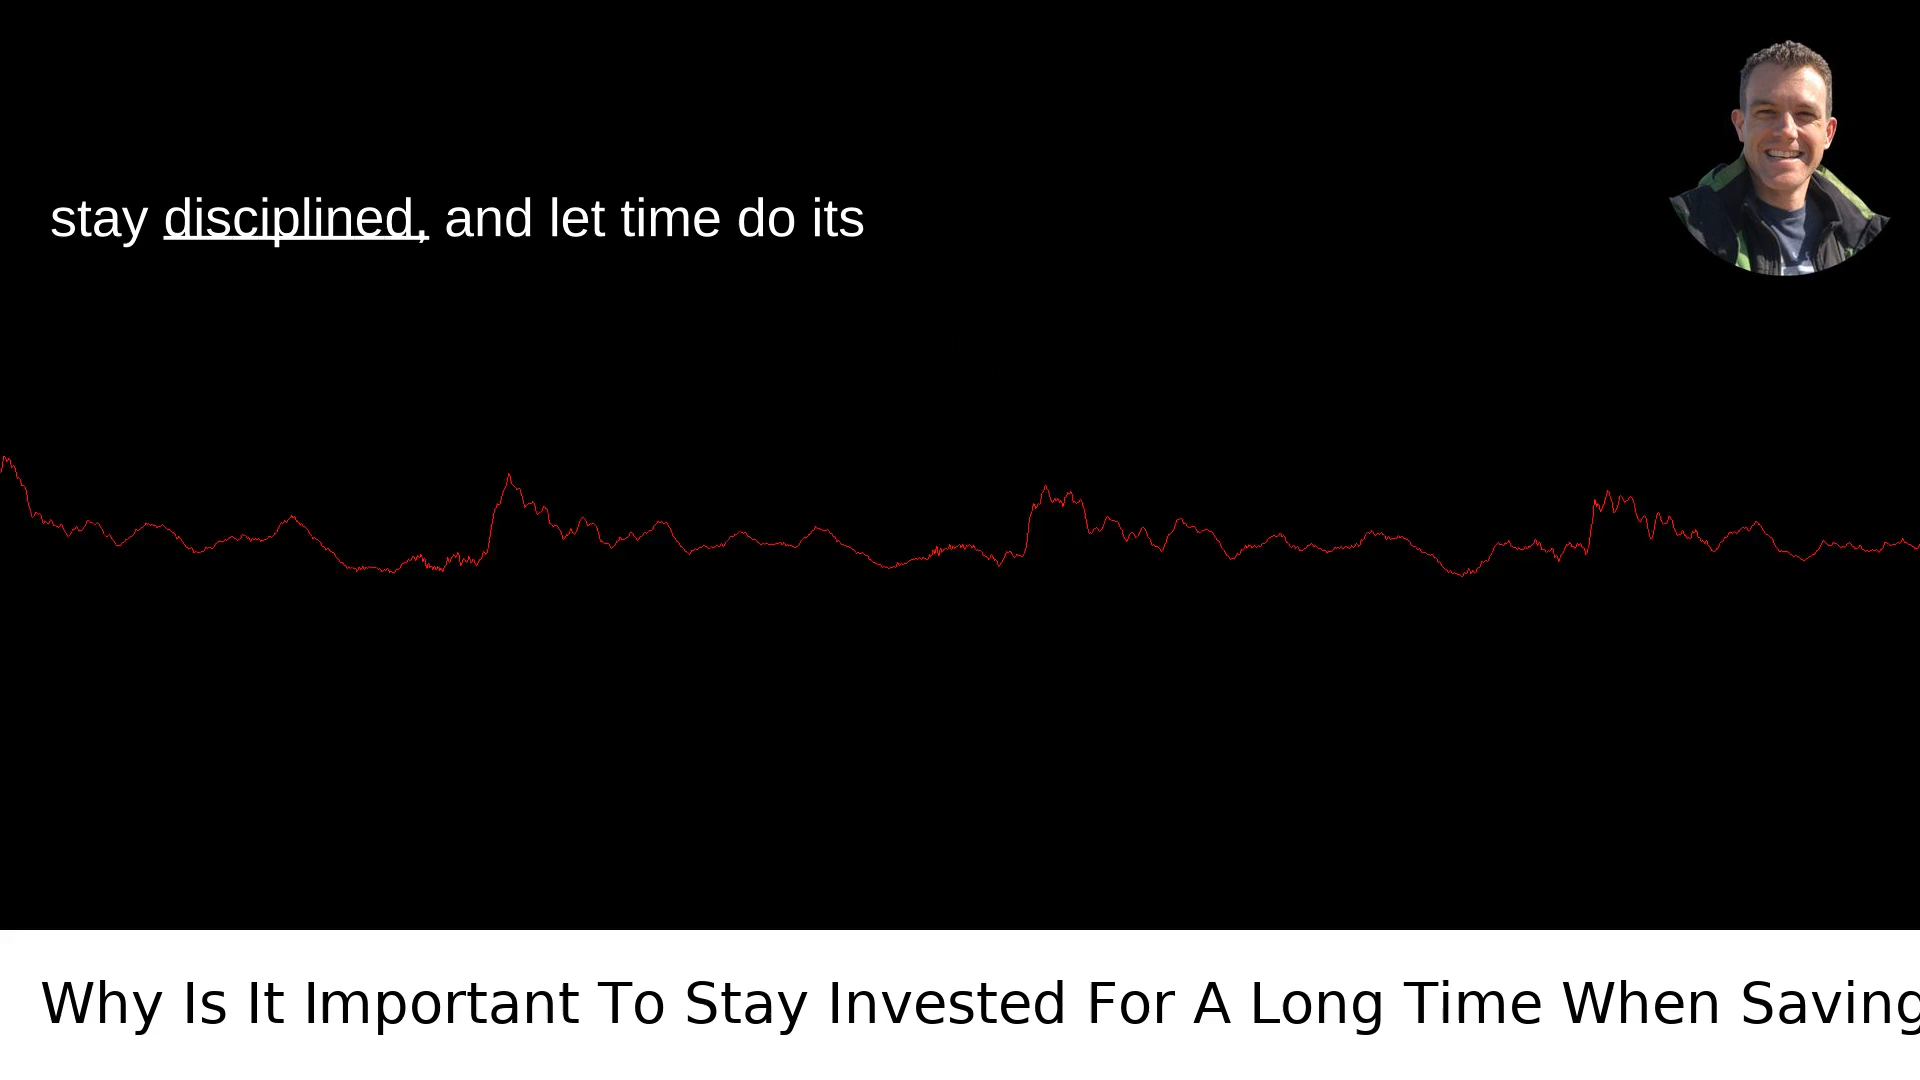 stay disciplined, and let time do its
Why Is It Important To Stay Invested For A Long Time When Saving